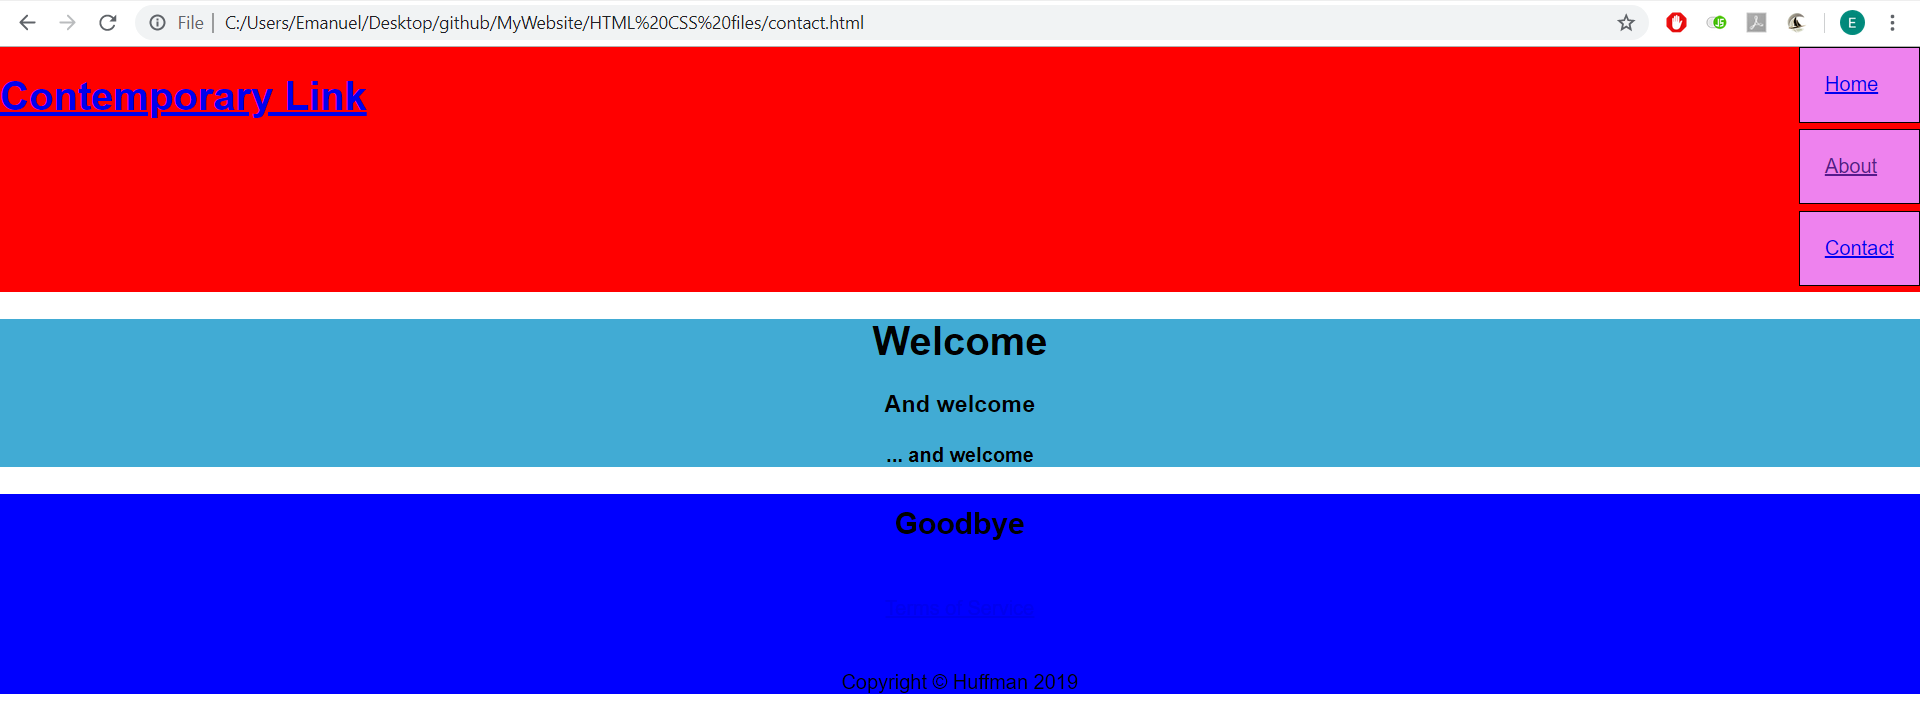 File | C:/Users/Emanuel/Desktop/github/MyWebsite/HTML%20CSS%20files/contact.html
E
Contemporary Link
Home
About
Contact
Welcome
And welcome
... and welcome
Goodbye
Copyright © Huffman 2019